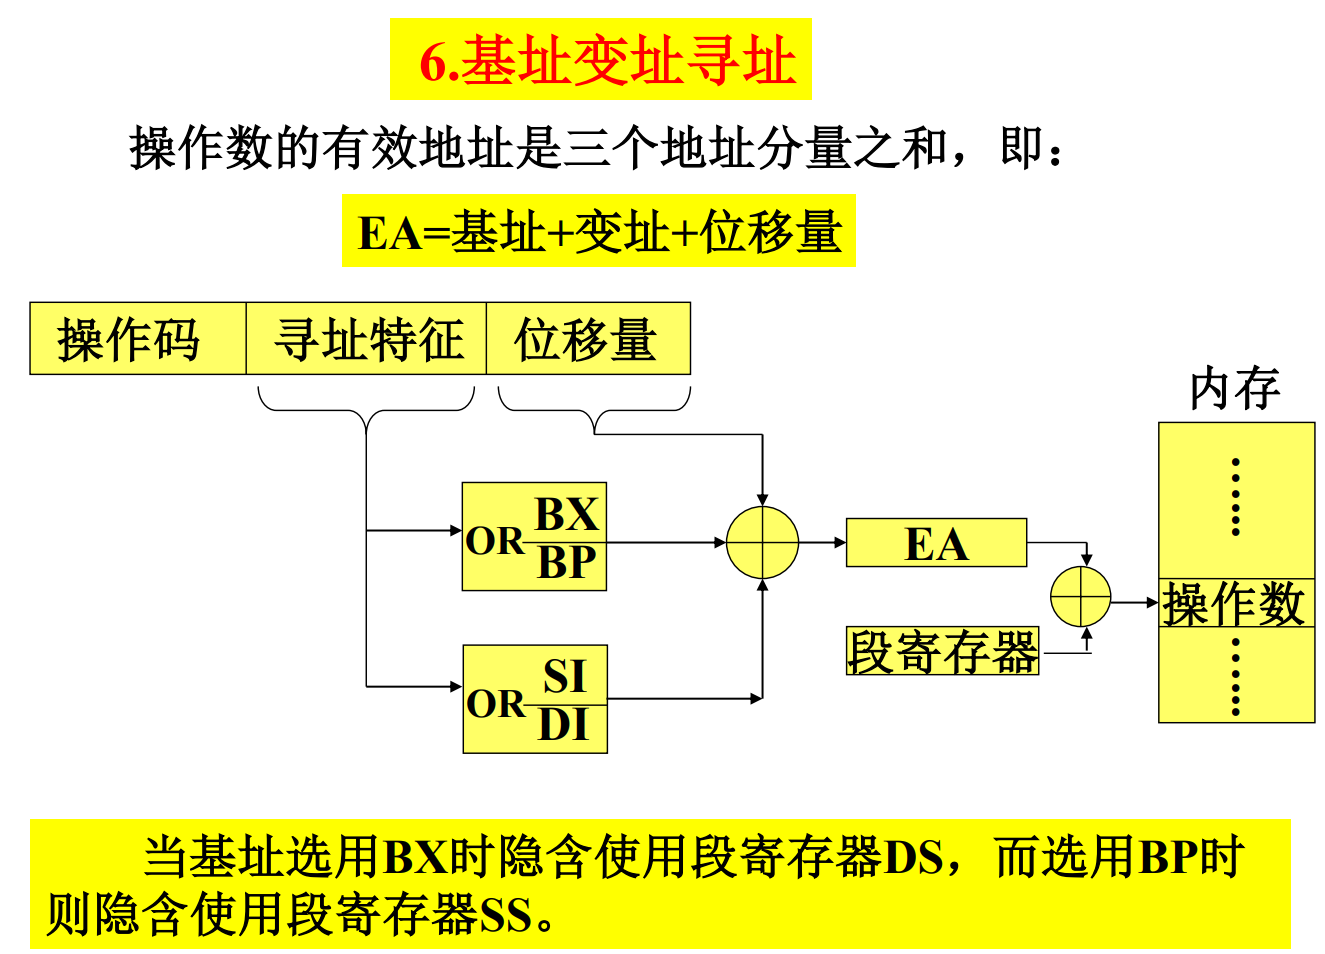 6.基址变址寻址
操作数的有效地址是三个地址分量之和，即：
EA=基址+变址+位移量
操作码 寻址特征 位移量
内存
BX
OR
BP
EA
操作数
段寄存器
SI
OR
DI
当基址选用BX时隐含使用段寄存器DS，而选用BP时
则隐含使用段寄存器SS。